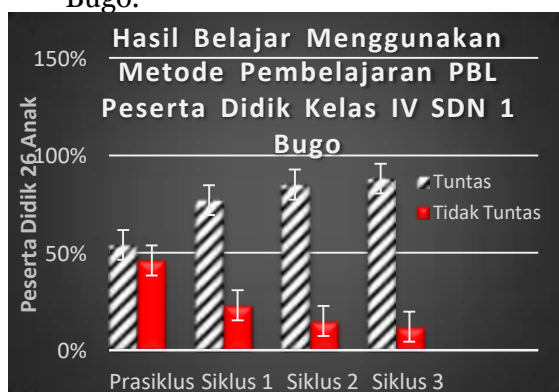 Bugo.
Hasil Belajar Menggunakan
Metode Pembelajaran PBL
Peserta Didik Kelas IV SDN 1
Bugo
150%
100%
50%
0%
Peserta Didik 26 Anak
Tuntas
Tidak Tuntas
Prasiklus Siklus 1 Siklus 2 Siklus 3